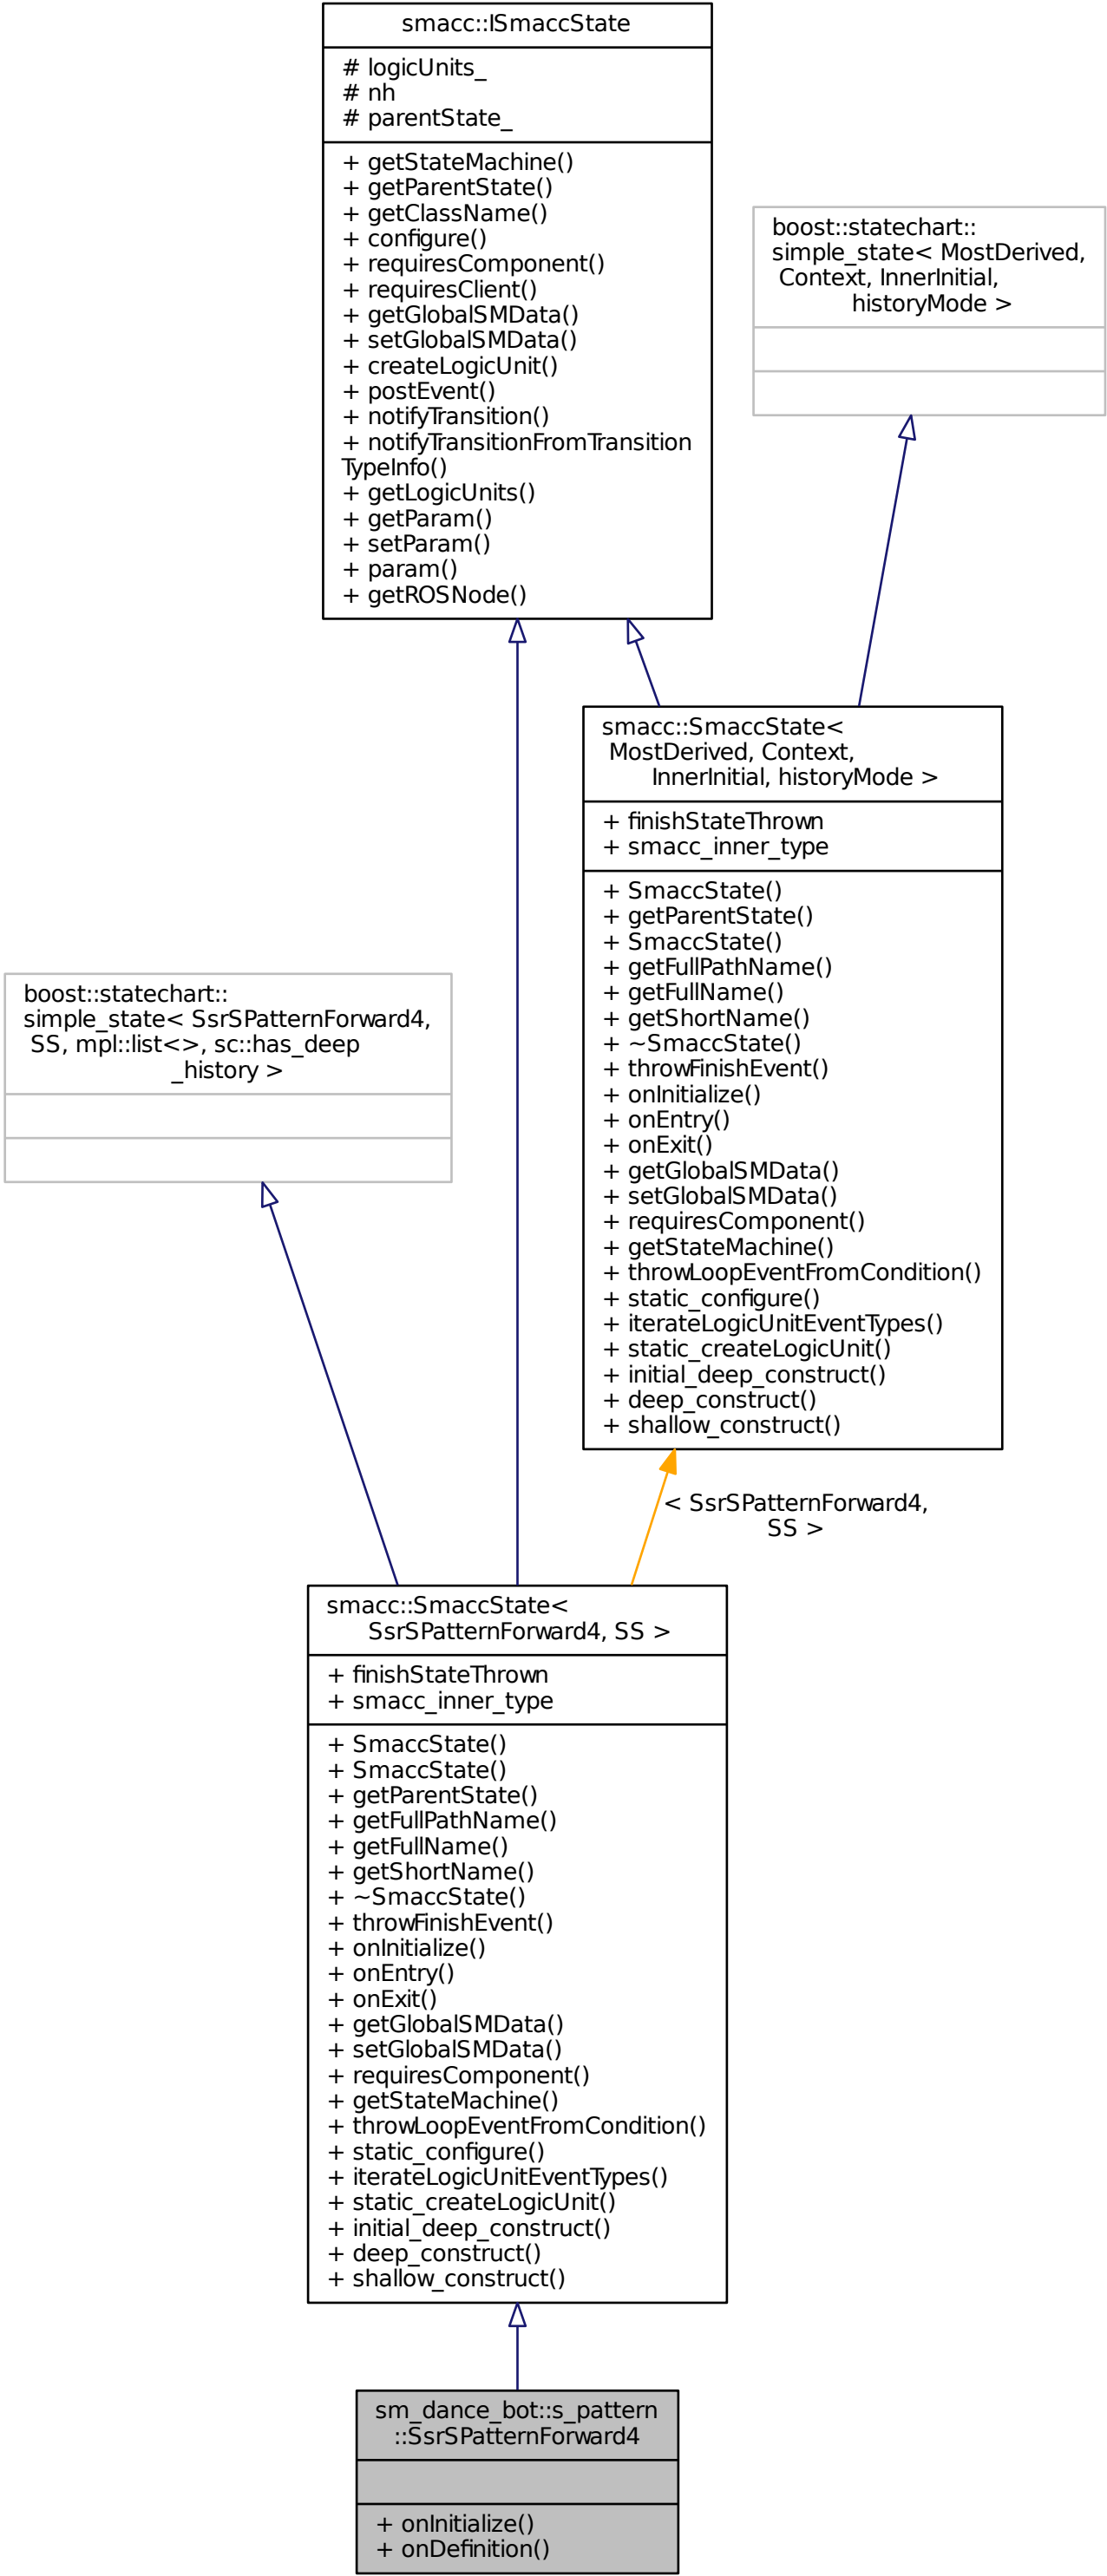 smacc::ISmaccState
# logicUnits_
# nh
# parentState_
+ getStateMachine()
+ getParentState()
+ getClassName()
+ configure()
+ requiresComponent()
+ requiresClient()
+ getGlobalSMData()
+ setGlobalSMData()
+ createLogicUnit()
+ postEvent()
+ notifyTransition()
+ notifyTransitionFromTransition
TypeInfo()
+ getLogicUnits()
+ getParam()
+ setParam()
+ param()
+ getROSNode()
boost::statechart::
simple_state< MostDerived,
Context, InnerInitial,
historyMode >
smacc::SmaccState<
MostDerived, Context,
InnerInitial, historyMode >
+ finishStateThrown
+ smacc_inner_type
+ SmaccState()
+ getParentState()
+ SmaccState()
+ getFullPathName()
+ getFullName()
+ getShortName()
+ ~SmaccState()
+ throwFinishEvent()
+ onInitialize()
+ onEntry()
+ onExit()
+ getGlobalSMData()
+ setGlobalSMData()
+ requiresComponent()
+ getStateMachine()
+ throwLoopEventFromCondition()
+ static_configure()
+ iterateLogicUnitEventTypes()
+ static_createLogicUnit()
+ initial_deep_construct()
+ deep_construct()
+ shallow_construct()
boost::statechart::
simple_state< SsrSPatternForward4,
SS, mpl::list<>, sc::has_deep
_history >
< SsrSPatternForward4,
SS >
smacc::SmaccState<
SsrSPatternForward4, SS >
+ finishStateThrown
+ smacc_inner_type
+ SmaccState()
+ SmaccState()
+ getParentState()
+ getFullPathName()
+ getFullName()
+ getShortName()
+ ~SmaccState()
+ throwFinishEvent()
+ onInitialize()
+ onEntry()
+ onExit()
+ getGlobalSMData()
+ setGlobalSMData()
+ requiresComponent()
+ getStateMachine()
+ throwLoopEventFromCondition()
+ static_configure()
+ iterateLogicUnitEventTypes()
+ static_createLogicUnit()
+ initial_deep_construct()
+ deep_construct()
+ shallow_construct()
sm_dance_bot::s_pattern
::SsrSPatternForward4
+ onInitialize()
+ onDefinition()